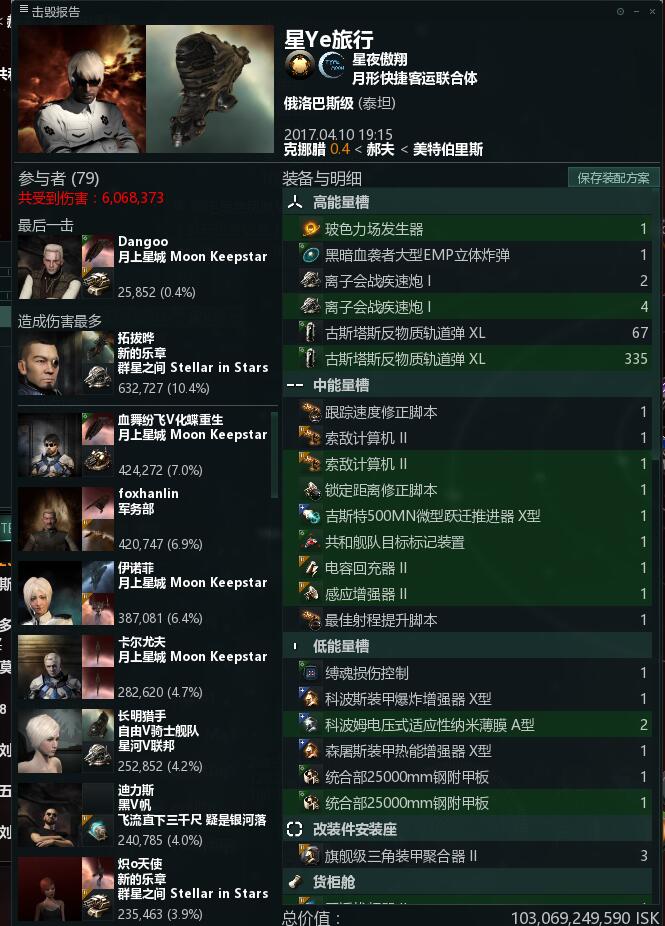 击毁报告
星Ye旅行
星夜傲翔
月形快捷客运联合体
俄洛巴斯级 (泰坦)
2017.04.10 19:15
克挪腊 0.4 < 郝夫 < 美特伯里斯
参与者 (79)
共受到伤害：6,068,373
最后一击
Dangoo
月上星城 Moon Keepstar
25,852 (0.4%)
造成伤害最多
拓拔晔
新的乐章
群星之间 Stellar in Stars
632,727 (10.4%)
血舞纷飞V化蝶重生
月上星城 Moon Keepstar
424,272 (7.0%)
foxhanlin
军务部
420,747 (6.9%)
伊诺菲
月上星城 Moon Keepstar
387,081 (6.4%)
卡尔尤夫
月上星城 Moon Keepstar
282,620 (4.7%)
长明猎手
自由V骑士舰队
星河V联邦
252,852 (4.2%)
迪力斯
黑V帆
飞流直下三千尺 疑是银河落
240,785 (4.0%)
炽o天使
新的乐章
群星之间 Stellar in Stars
235,463 (3.9%)
装备与明细
保存装配方案
高能量槽
玻色力场发生器 1
黑暗血袭者大型EMP立体炸弹 1
离子会战疾速炮 I 2
离子会战疾速炮 I 4
古斯塔斯反物质轨道弹 XL 67
古斯塔斯反物质轨道弹 XL 335
中能量槽
跟踪速度修正脚本 1
索敌计算机 II 1
索敌计算机 II 1
锁定距离修正脚本 1
吉斯特500MN微型跃迁推进器 X型 1
共和舰队目标标记装置 1
电容回充器 II 1
感应增强器 II 1
最佳射程提升脚本 1
低能量槽
缚魂损伤控制 1
科波斯装甲爆炸增强器 X型 1
科波姆电压式适应性纳米薄膜 A型 2
森屠斯装甲热能增强器 X型 1
统合部25000mm钢附甲板 1
统合部25000mm钢附甲板 1
改装件安装座
旗舰级三角装甲聚合器 II 3
货柜舱
总价值： 103,069,249,590 ISK